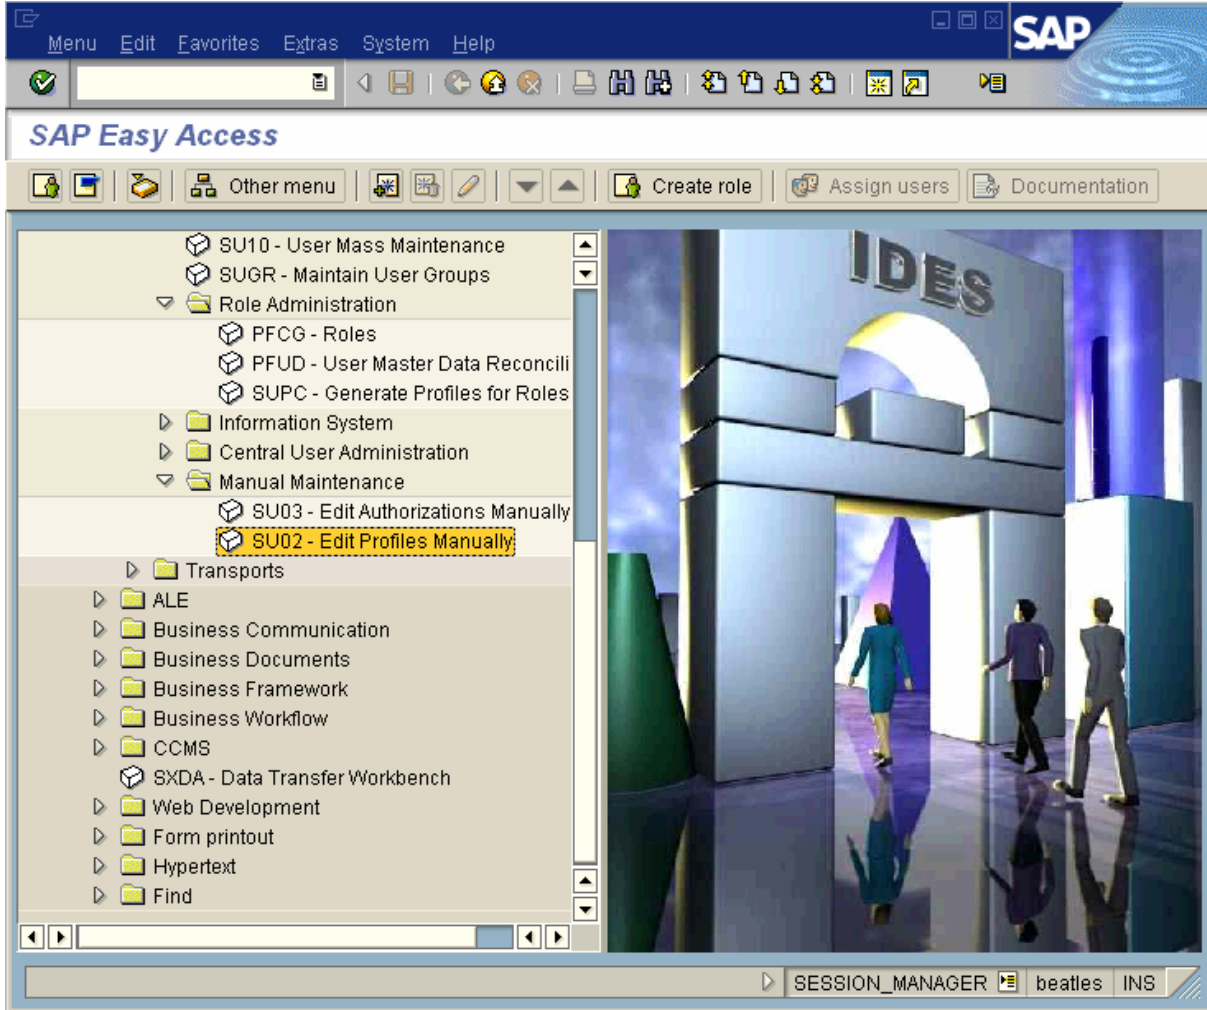 SAP
Menu Edit Favorites Extras System Help
SAP Easy Access
Other menu Create role Assign users Documentation
SU10 - User Mass Maintenance
SUGR - Maintain User Groups
Role Administration
PFCG - Roles
PFUD - User Master Data Reconcili
SUPC - Generate Profiles for Roles
Information System
Central User Administration
Manual Maintenance
SU03 - Edit Authorizations Manually
SU02 - Edit Profiles Manually
Transports
ALE
Business Communication
Business Documents
Business Framework
Business Workflow
CCMS
SXDA - Data Transfer Workbench
Web Development
Form printout
Hypertext
Find
IDES
SESSION_MANAGER beatles INS